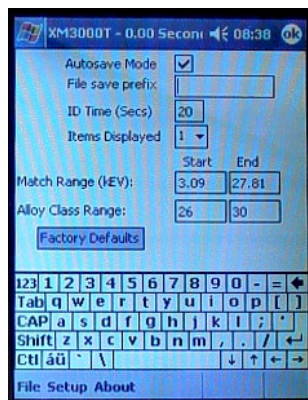 XM3000T - 0.00 Secon 08:38 ok
Autosave Mode
File save prefix
ID Time (Secs) 20
Items Displayed 1
Start End
Match Range (kEV): 3.09 27.81
Alloy Class Range: 26 30
Factory Defaults
123 1 2 3 4 5 6 7 8 9 0 - =
Tab q w e r t y u i o p [ ]
CAP a s d f g h j k l ; '
Shift z x c v b n m , . /
Ctl áü ` \
File Setup About